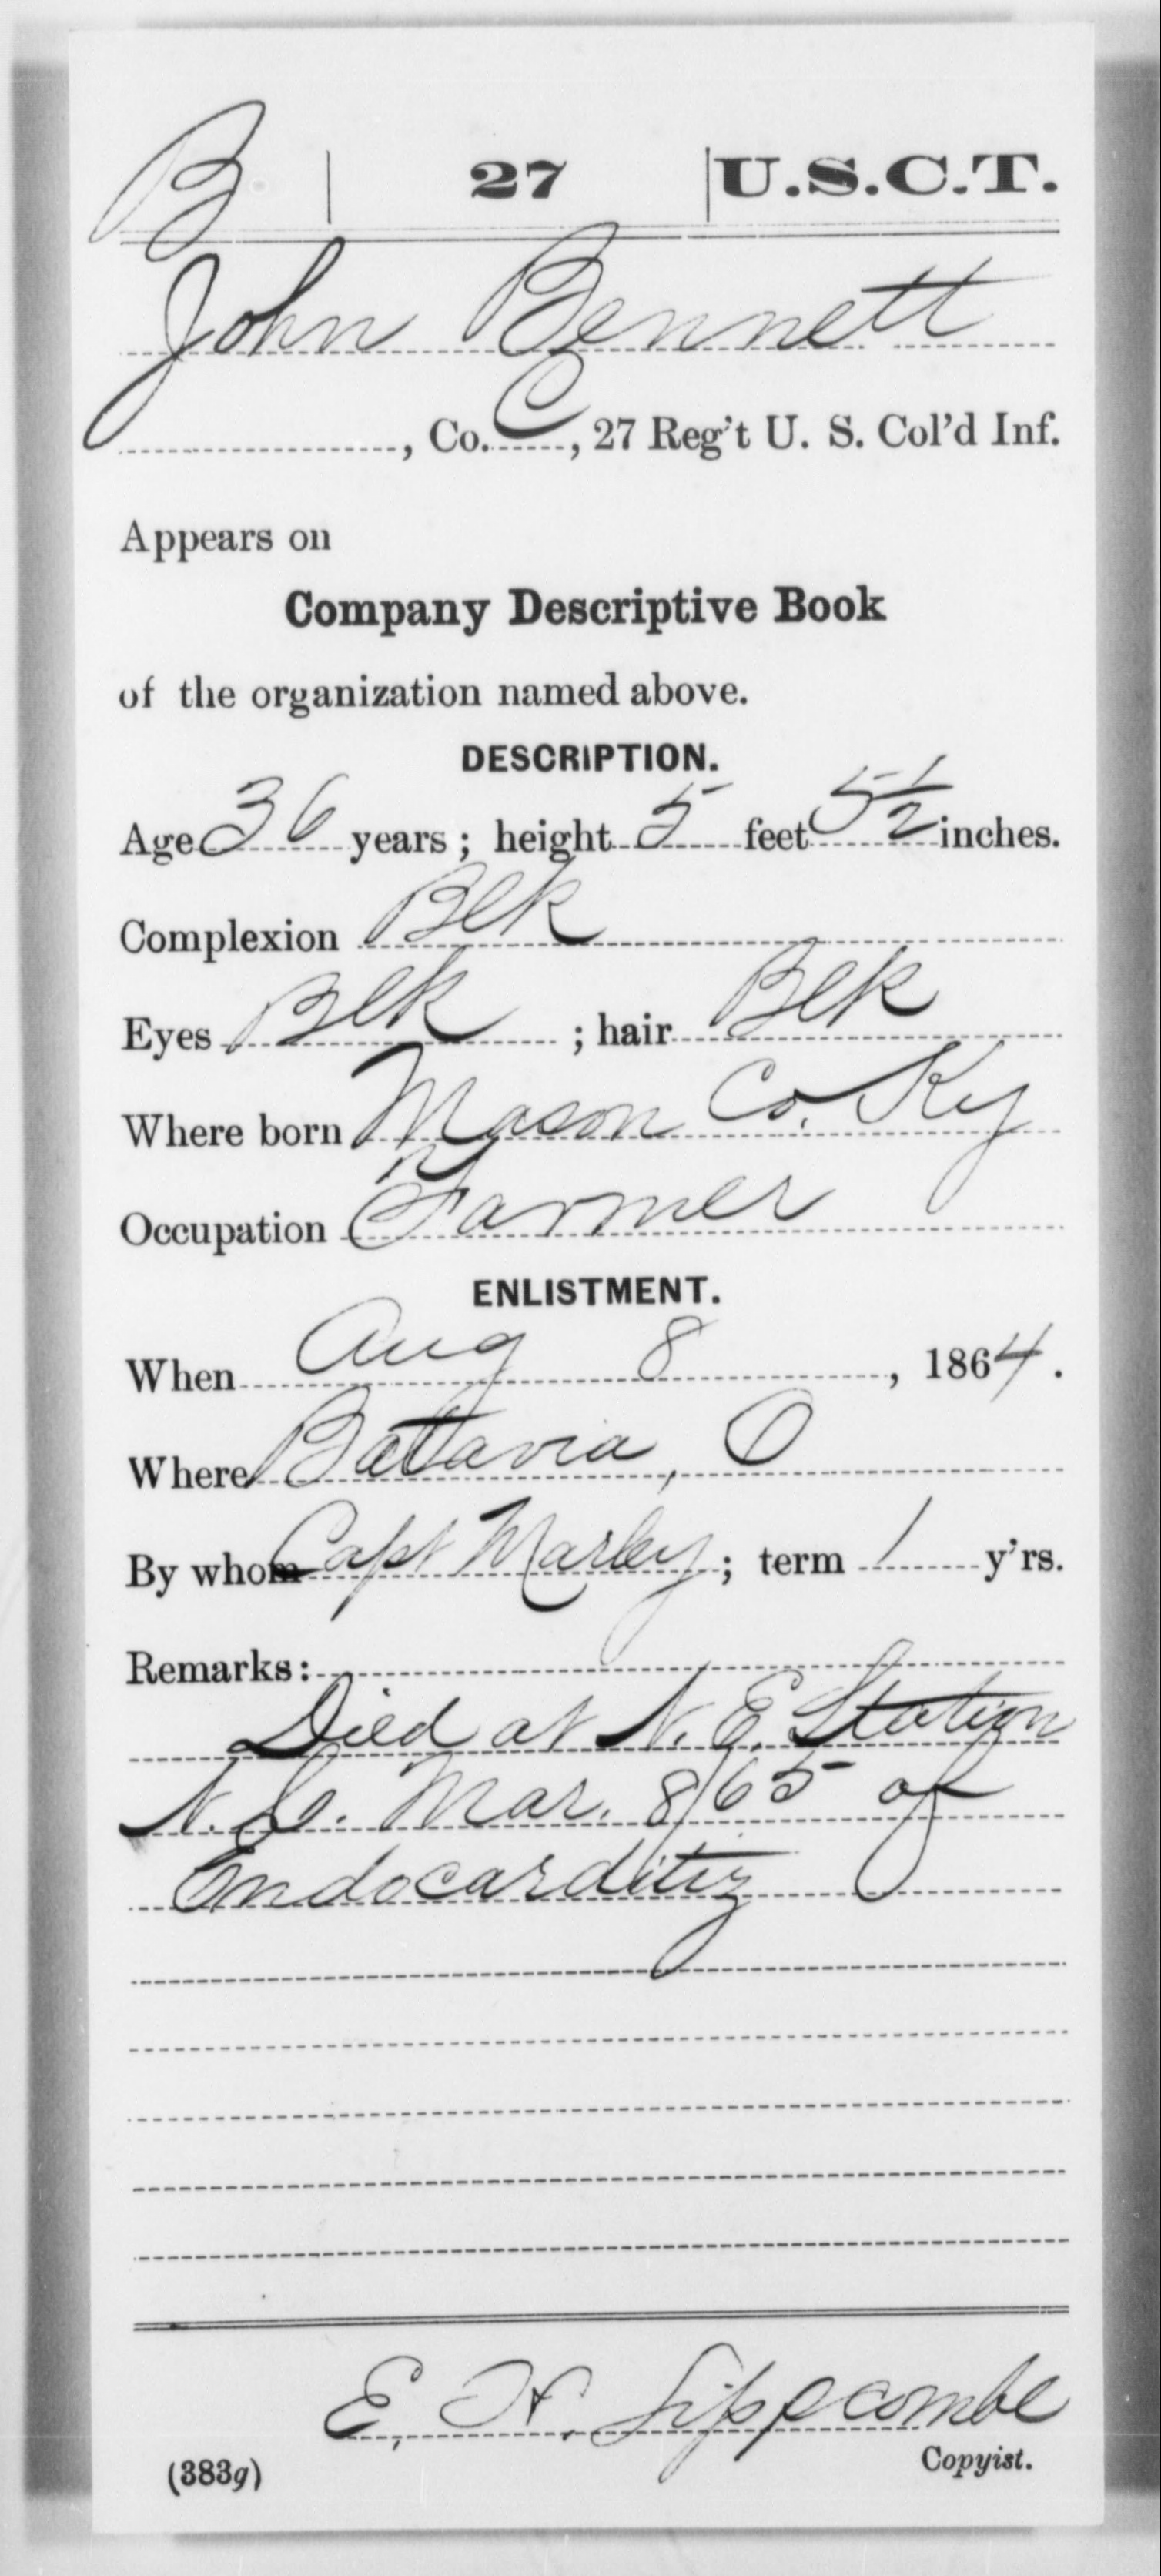 B | 27 | U.S.C.T.
John Bennett
, Co. C, 27 Reg't U. S. Col'd Inf.
Appears on
Company Descriptive Book
of the organization named above.
DESCRIPTION.
Age 36 years; height 5 feet 5 1/2 inches.
Complexion Blk
Eyes Blk ; hair Blk
Where born Mason Co. Ky
Occupation Farmer
ENLISTMENT.
When Aug 8, 1864.
Where Battavia, O
By whom Capt Marley; term 1 y'rs.
Remarks:
Died at N. E. Station
N.C. Mar. 8/65 of
Endocarditiz
E. H. Lippcombe
Copyist.
(383g)